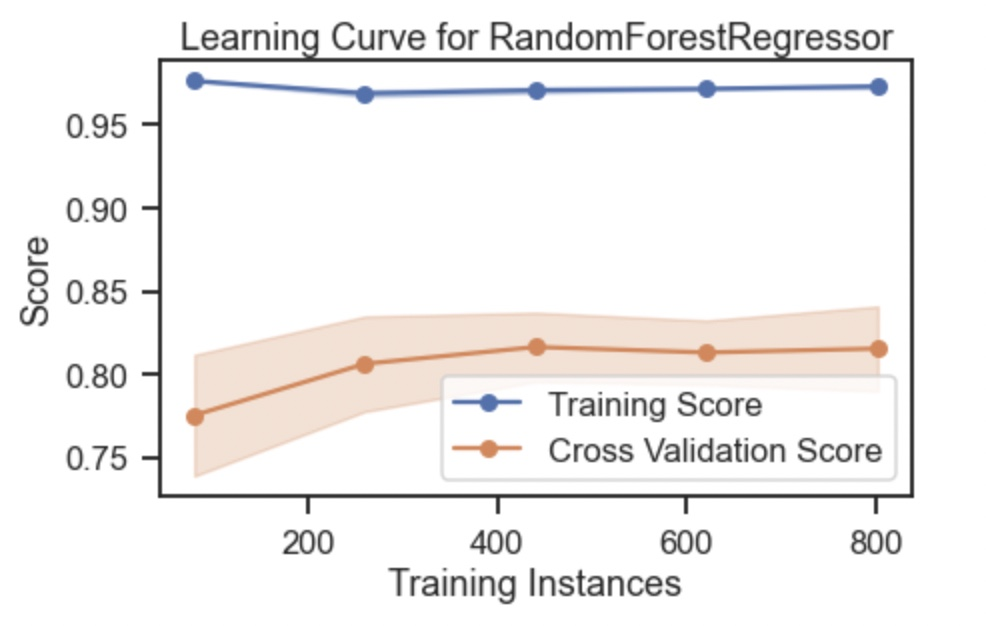 Learning Curve for RandomForestRegressor
Score
0.95
0.90
0.85
0.80
0.75
Training Score
Cross Validation Score
200 400 600 800
Training Instances